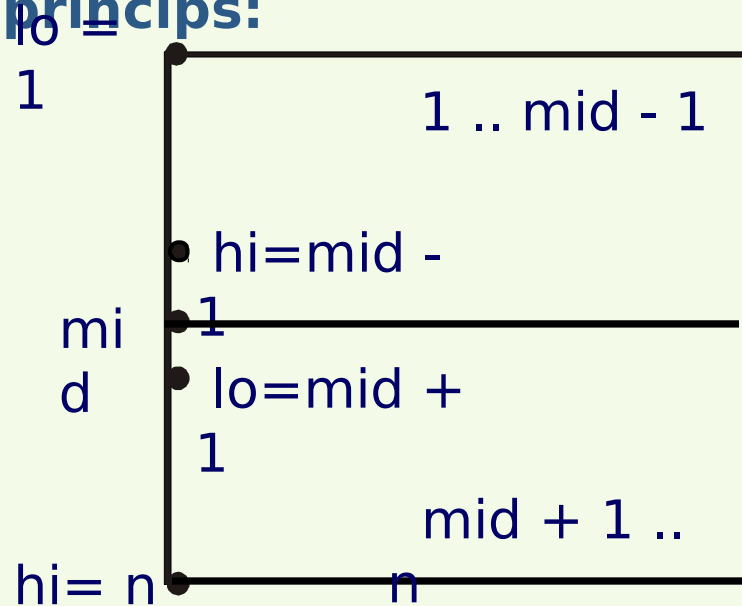 princips:
lo =
1
1 .. mid - 1
hi=mid -
1
mi
d
lo=mid +
1
mid + 1 ..
n
hi= n